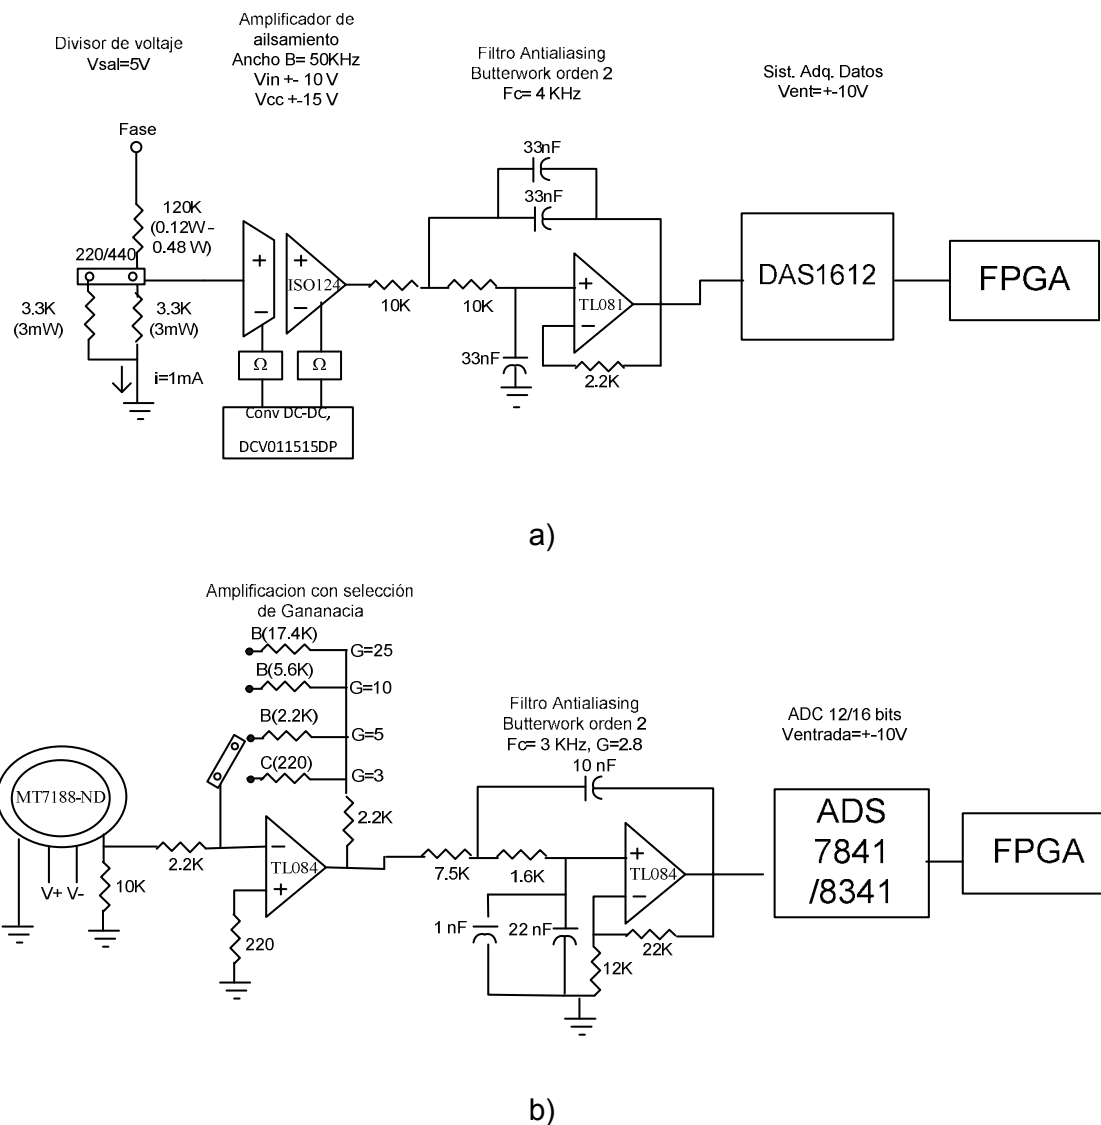 Divisor de voltaje
Vsal=5V
Amplificador de
ailsamiento
Ancho B= 50KHz
Vin +- 10 V
Vcc +-15 V
Filtro Antialiasing
Butterwork orden 2
Fc= 4 KHz
Sist. Adq. Datos
Vent=+-10V
Fase
120K
(0.12W -
0.48 W)
220/440
3.3K
(3mW)
3.3K
(3mW)
i=1mA
+
−
+
−
ISO124
Ω
Ω
Conv DC-DC,
DCV011515DP
10K
10K
33nF
33nF
33nF
+
−
TL081
2.2K
DAS1612
FPGA
a)
Amplificacion con selección
de Gananacia
B(17.4K)
G=25
B(5.6K)
G=10
B(2.2K)
G=5
C(220)
G=3
2.2K
MT7188-ND
V+ V-
10K
2.2K
−
+
TL084
220
Filtro Antialiasing
Butterwork orden 2
Fc= 3 KHz, G=2.8
10 nF
7.5K
1.6K
1 nF
22 nF
+
−
TL084
22K
12K
ADC 12/16 bits
Ventrada=+-10V
ADS
7841
/8341
FPGA
b)